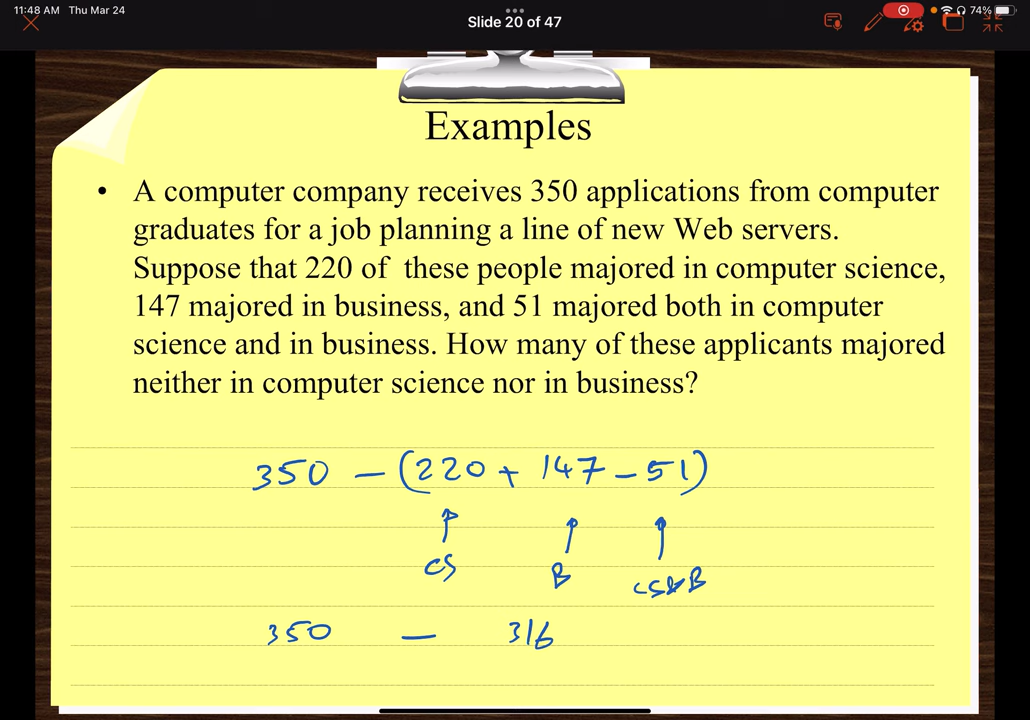 11:48 AM Thu Mar 24
74%
Slide 20 of 47
Examples
• A computer company receives 350 applications from computer
graduates for a job planning a line of new Web servers.
Suppose that 220 of these people majored in computer science,
147 majored in business, and 51 majored both in computer
science and in business. How many of these applicants majored
neither in computer science nor in business?
350 – (220 + 147 – 51)
CS B CS&B
350 – 316